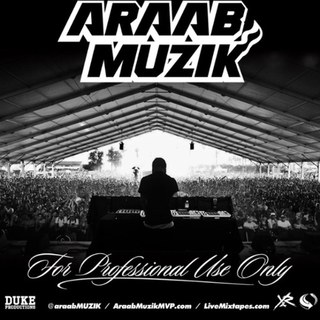 ARAAB
MUZIK
For Professional Use Only
DUKE
PRODUCTIONS
@araabMUZIK / AraabMuzikMVP.com / LiveMixtapes.com